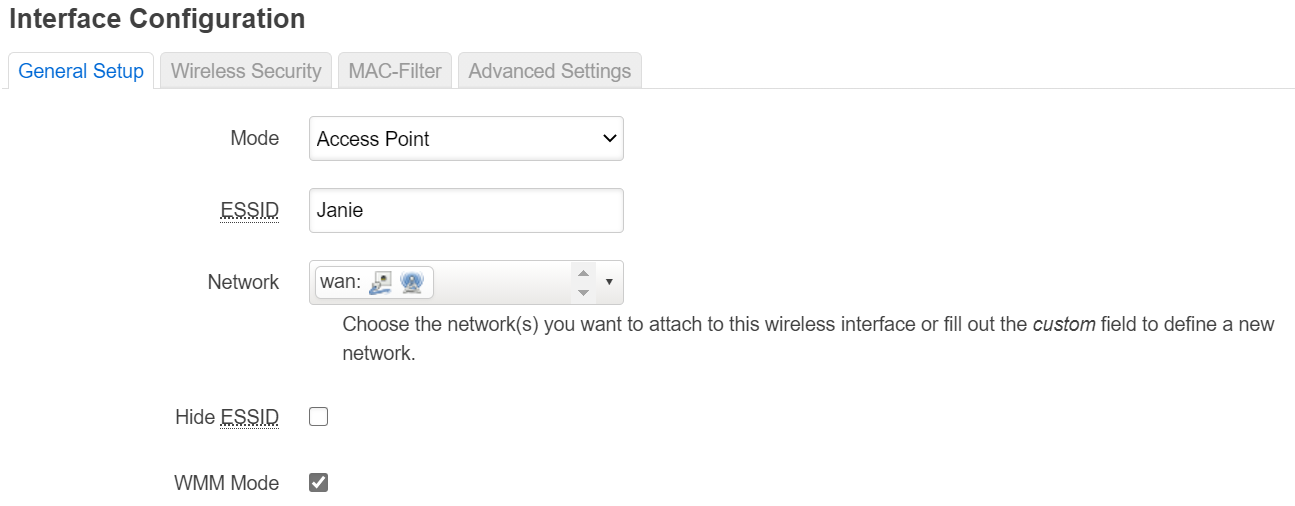 Interface Configuration
General Setup Wireless Security MAC-Filter Advanced Settings
Mode Access Point
ESSID Janie
Network wan:
Choose the network(s) you want to attach to this wireless interface or fill out the custom field to define a new
network.
Hide ESSID
WMM Mode